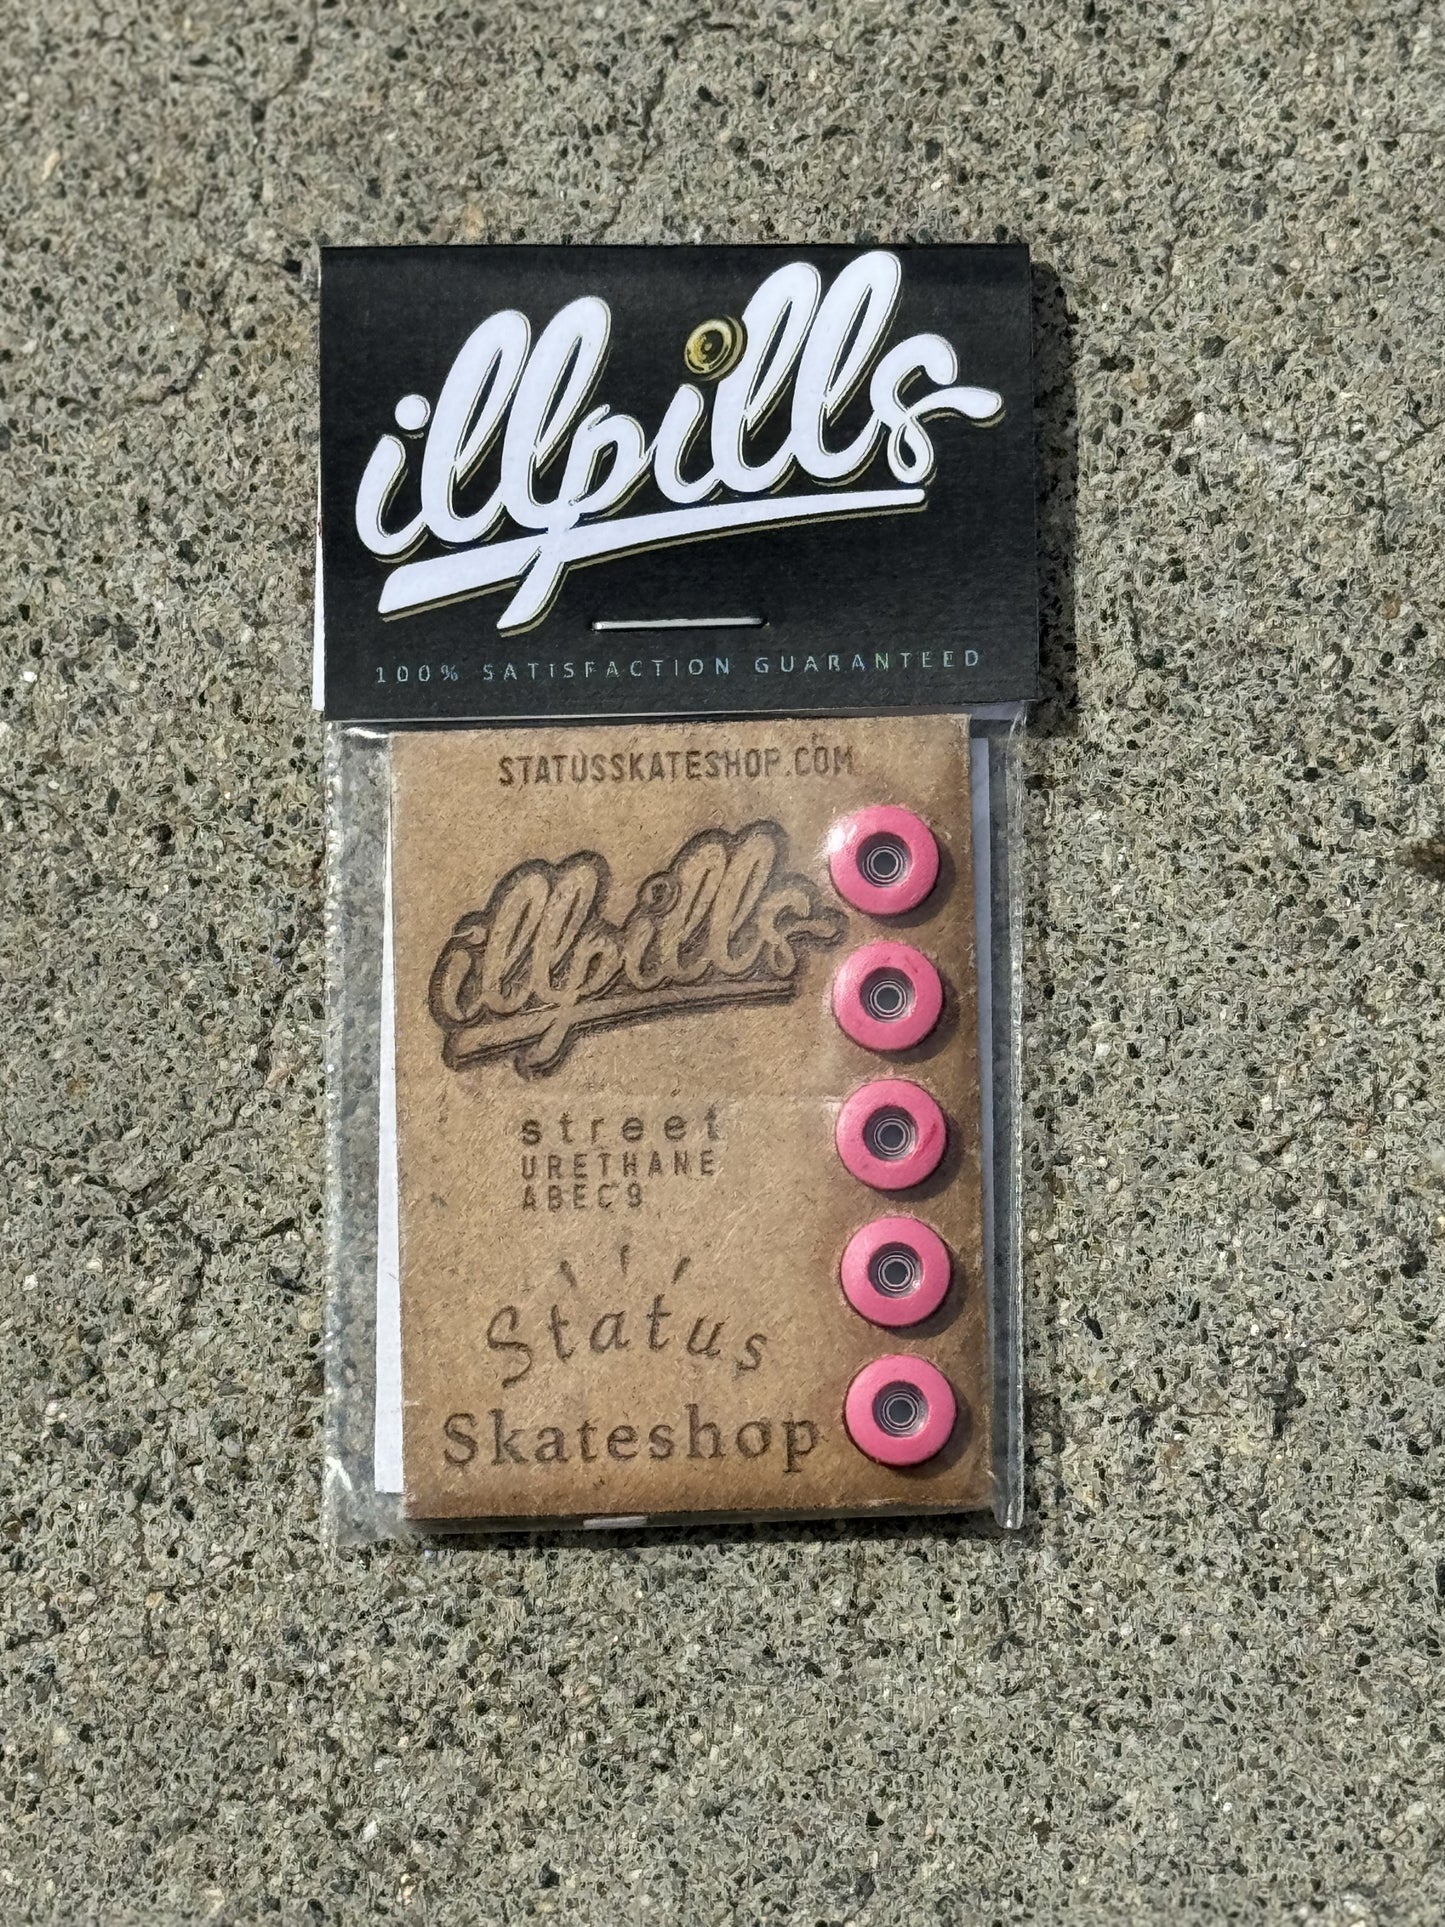 illpills
100% SATISFACTION GUARANTEED
STATUSSKATESHOP.COM
illpills
street
URETHANE
ABEC9
Status
Skateshop